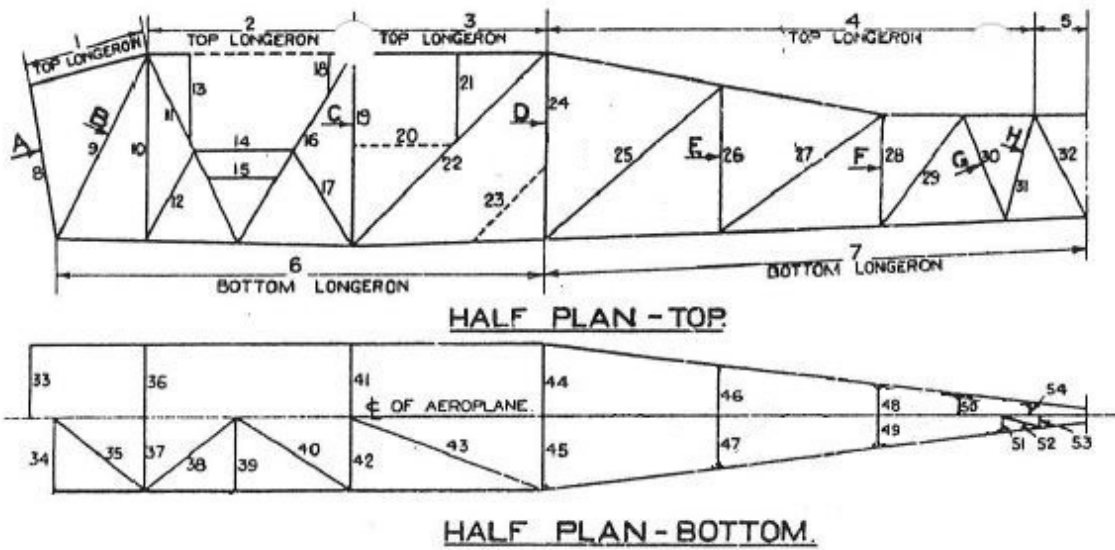 1 2 3 4 5
TOP LONGERON TOP LONGERON TOP LONGERON TOP LONGERON
A 8 B 9 10 11 12 13 14 15 16 17 18 C 19 20 21 22 23 D 24 25 E 26 27 F 28 29 G 30 31 H 32
6 7
BOTTOM LONGERON BOTTOM LONGERON
HALF PLAN-TOP.
33 36 41 44 46 48 50 54
℄ OF AEROPLANE.
34 35 37 38 39 40 42 43 45 47 49 51 52 53
HALF PLAN-BOTTOM.